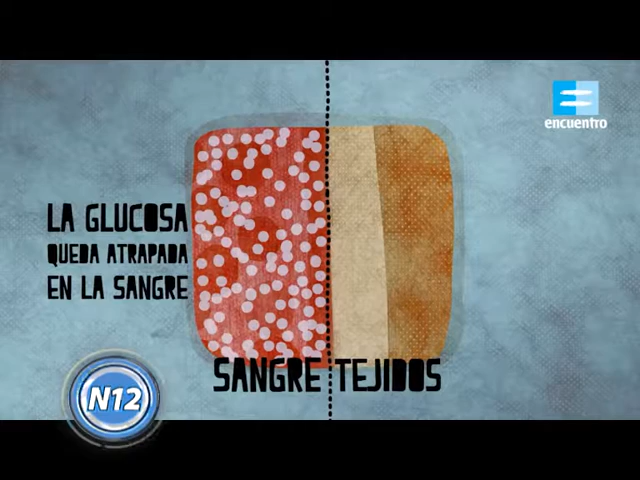 encuentro
LA GLUCOSA
QUEDA ATRAPADA
EN LA SANGRE
SANGRE TEJIDOS
N12